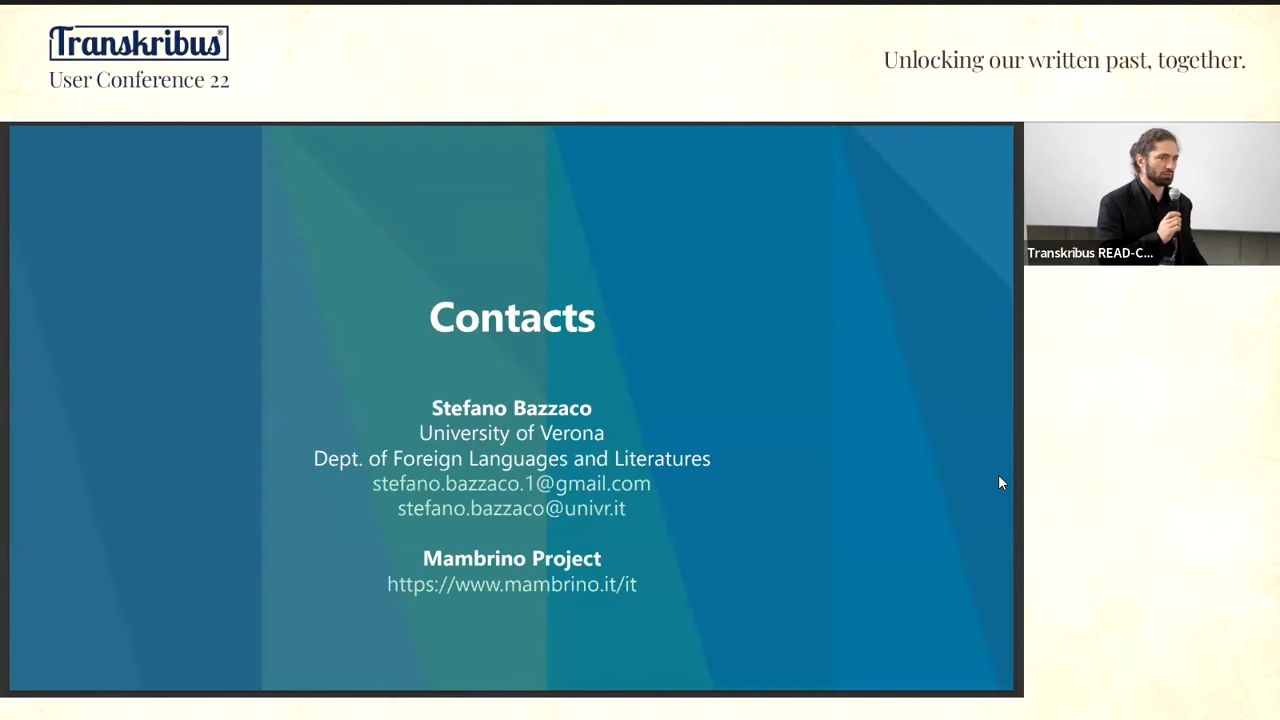 Transkribus®
User Conference 22
Unlocking our written past, together.
Contacts
Stefano Bazzaco
University of Verona
Dept. of Foreign Languages and Literatures
stefano.bazzaco.1@gmail.com
stefano.bazzaco@univr.it
Mambrino Project
https://www.mambrino.it/it
Transkribus READ-C...